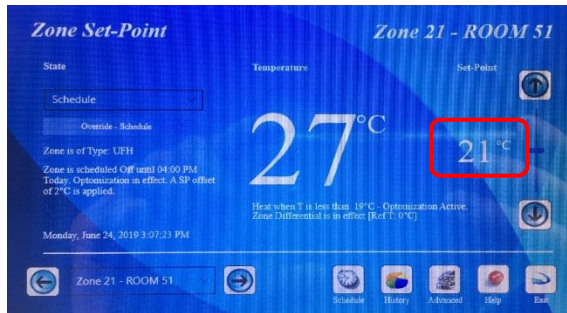 Zone Set-Point
Zone 21 - ROOM 51
State
Temperature
Set-Point
Schedule
Override - Schedule
27°C
21°C
Zone is of Type: UFH
Zone is scheduled Off until 04:00 PM
Today. Optomization in effect. A SP offset
of 2°C is applied.
Heat when T is less than 19°C - Optomization Active.
Zone Differential is in effect [Ref T: 0°C]
Monday, June 24, 2019 3:07:23 PM
Zone 21 - ROOM 51
Schedule
History
Advanced
Help
Exit